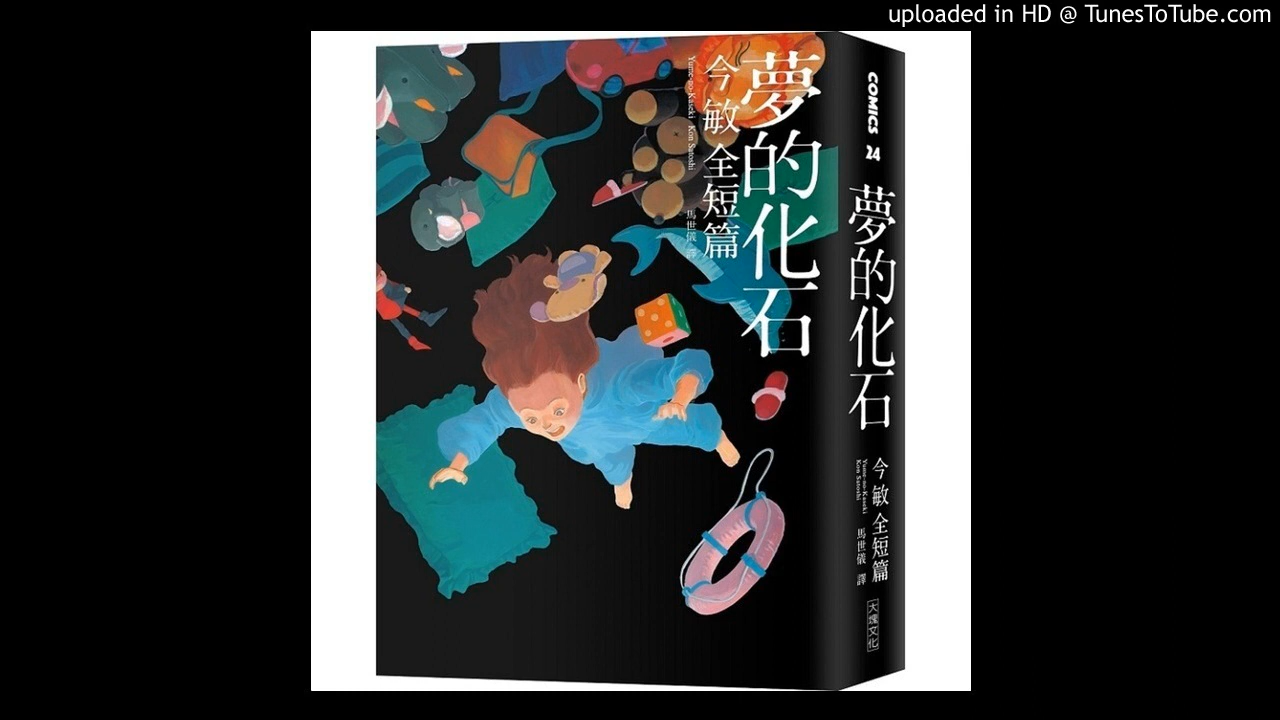 uploaded in HD @ TunesToTube.com
夢的化石
今敏 全短篇
Yume-no-Kaseki Kon Satoshi
馬世儀 譯
COMICS 24
夢的化石
今敏 全短篇
Yume-no-Kaseki
Kon Satoshi
馬世儀 譯
大塊文化